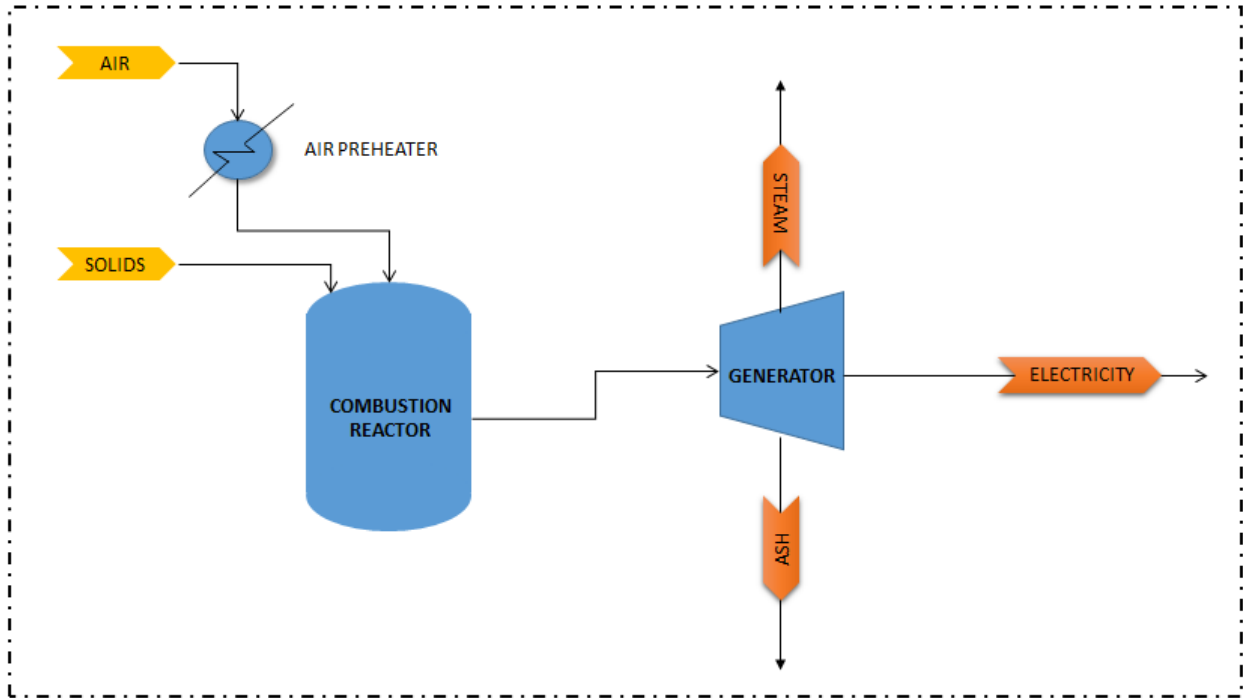 AIR
AIR PREHEATER
STEAM
SOLIDS
GENERATOR
ELECTRICITY
COMBUSTION
REACTOR
ASH